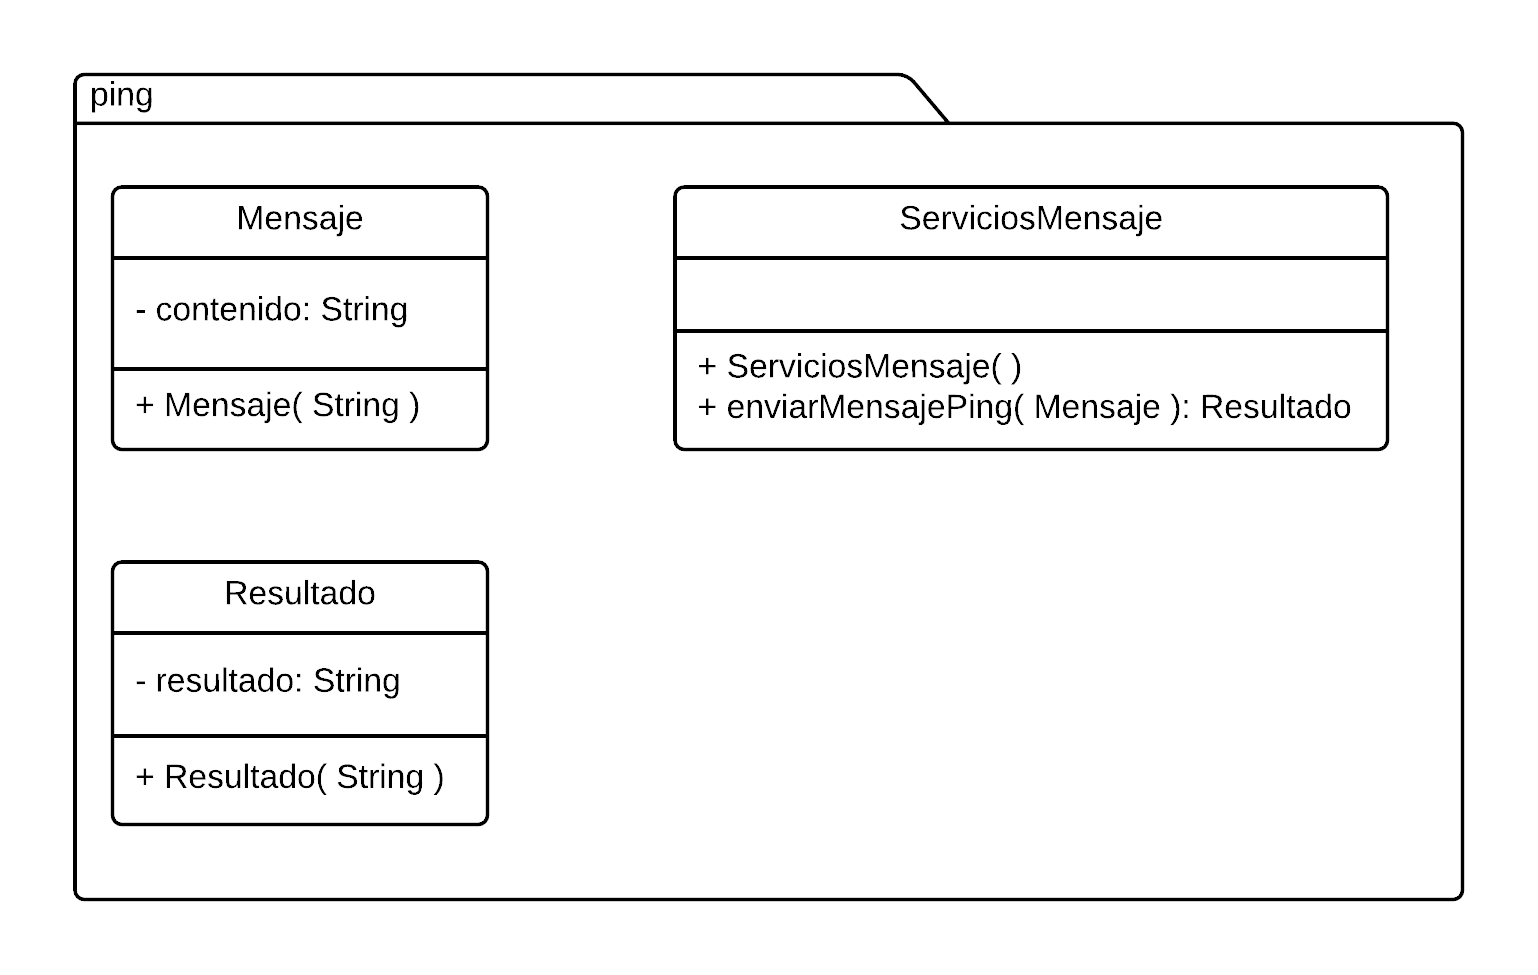 ping
Mensaje
- contenido: String
+ Mensaje( String )
ServiciosMensaje
+ ServiciosMensaje( )
+ enviarMensajePing( Mensaje ): Resultado
Resultado
- resultado: String
+ Resultado( String )